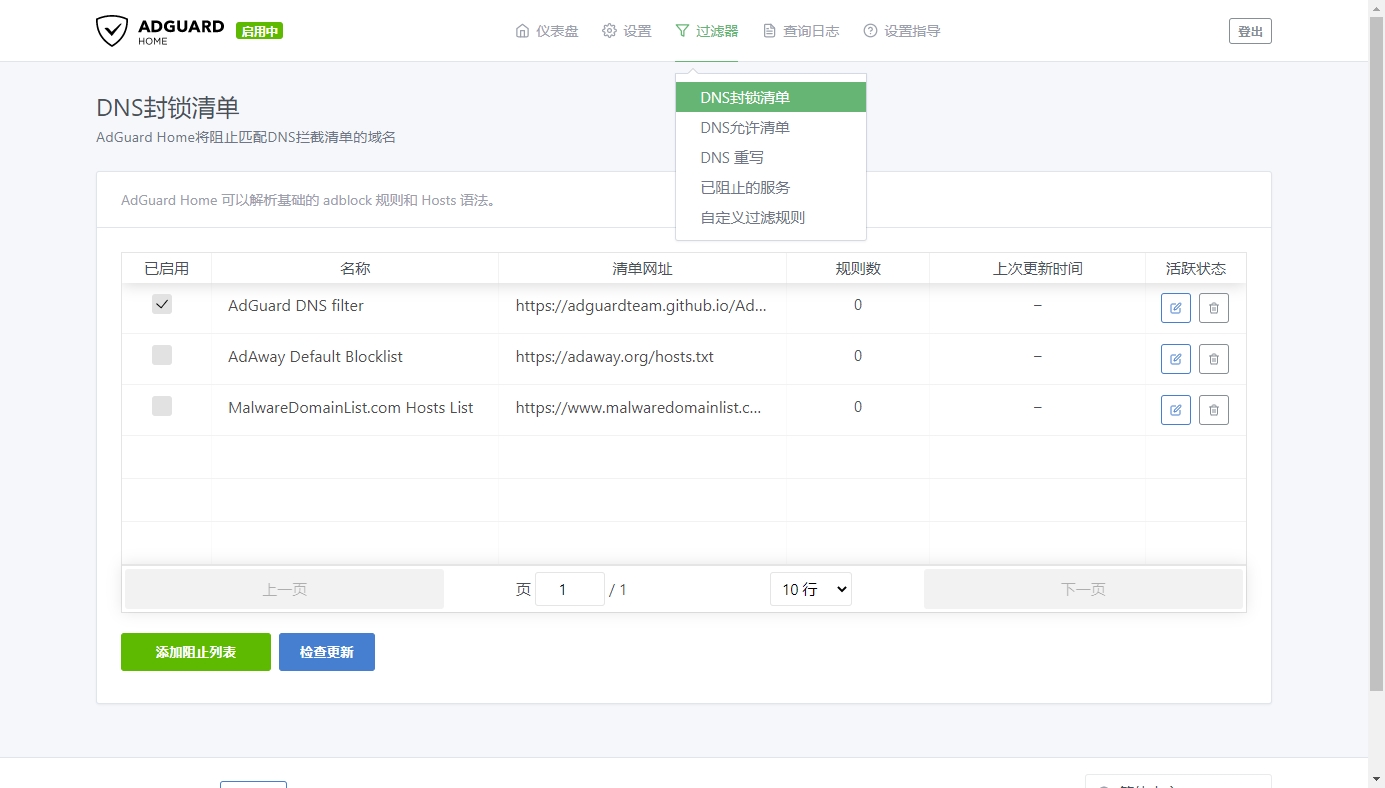 ADGUARD
HOME
启用中
仪表盘
设置
过滤器
查询日志
设置指导
登出
DNS封锁清单
DNS允许清单
DNS 重写
已阻止的服务
自定义过滤规则
DNS封锁清单
AdGuard Home将阻止匹配DNS拦截清单的域名
AdGuard Home 可以解析基础的 adblock 规则和 Hosts 语法。
已启用 名称 清单网址 规则数 上次更新时间 活跃状态
AdGuard DNS filter https://adguardteam.github.io/Ad... 0 –
AdAway Default Blocklist https://adaway.org/hosts.txt 0 –
MalwareDomainList.com Hosts List https://www.malwaredomainlist.c... 0 –
上一页 页 1 / 1 10 行 下一页
添加阻止列表 检查更新